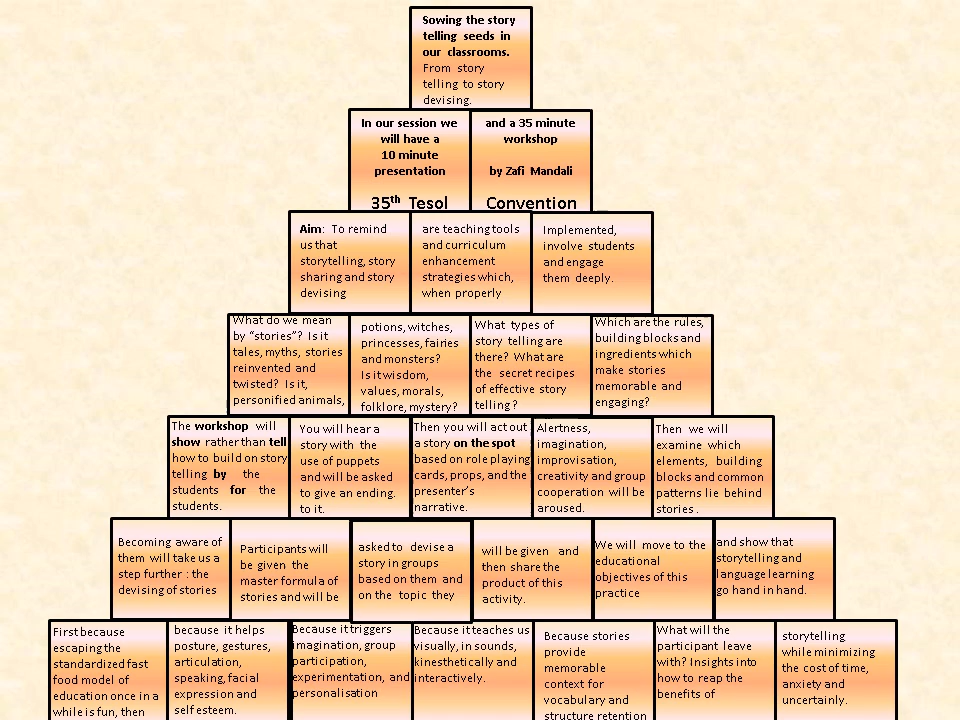 Sowing the story
telling seeds in
our classrooms.
From story
telling to story
devising.
In our session we
will have a
10 minute
presentation
35th Tesol
and a 35 minute
workshop
by Zafi Mandali
Convention
Aim: To remind
us that
storytelling, story
sharing and story
devising
are teaching tools
and curriculum
enhancement
strategies which,
when properly
Implemented,
involve students
and engage
them deeply.
What do we mean
by “stories”? Is it
tales, myths, stories
reinvented and
twisted? Is it,
personified animals,
potions, witches,
princesses, fairies
and monsters?
Is it wisdom,
values, morals,
folklore, mystery?
What types of
story telling are
there? What are
the secret recipes
of effective story
telling ?
Which are the rules,
building blocks and
ingredients which
make stories
memorable and
engaging?
The workshop will
show rather than tell
how to build on story
telling by the
students for the
students.
You will hear a
story with the
use of puppets
and will be asked
to give an ending.
to it.
Then you will act out
a story on the spot
based on role playing
cards, props, and the
presenter’s
narrative.
Alertness,
imagination,
improvisation,
creativity and group
cooperation will be
aroused.
Then we will
examine which
elements, building
blocks and common
patterns lie behind
stories .
Becoming aware of
them will take us a
step further : the
devising of stories
Participants will
be given the
master formula of
stories and will be
asked to devise a
story in groups
based on them and
on the topic they
will be given and
then share the
product of this
activity.
We will move to the
educational
objectives of this
practice
and show that
storytelling and
language learning
go hand in hand.
First because
escaping the
standardized fast
food model of
education once in a
while is fun, then
because it helps
posture, gestures,
articulation,
speaking, facial
expression and
self esteem.
Because it triggers
imagination, group
participation,
experimentation, and
personalisation
Because it teaches us
visually, in sounds,
kinesthetically and
interactively.
Because stories
provide
memorable
context for
vocabulary and
structure retention
What will the
participant leave
with? Insights into
how to reap the
benefits of
storytelling
while minimizing
the cost of time,
anxiety and
uncertainly.